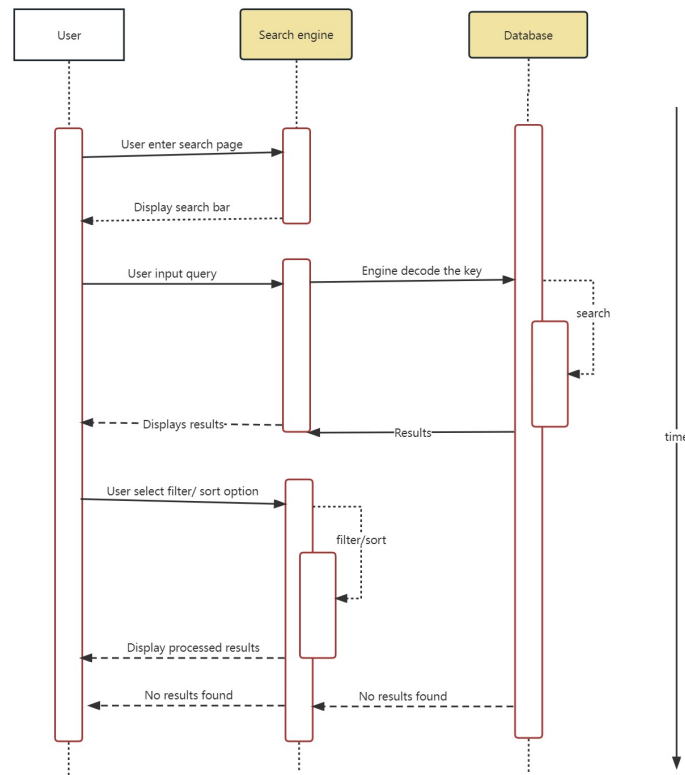 User
Search engine
Database
User enter search page
Display search bar
User input query
Engine decode the key
search
Displays results
Results
time
User select filter/ sort option
filter/sort
Display processed results
No results found
No results found